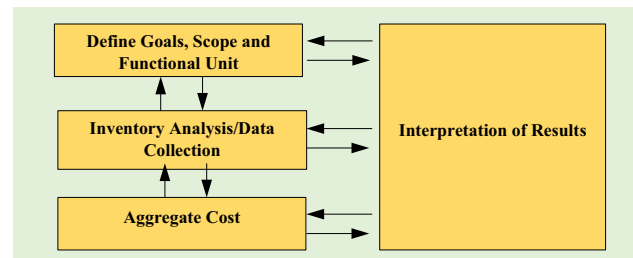 Define Goals, Scope and
Functional Unit
Inventory Analysis/Data
Collection
Aggregate Cost
Interpretation of Results